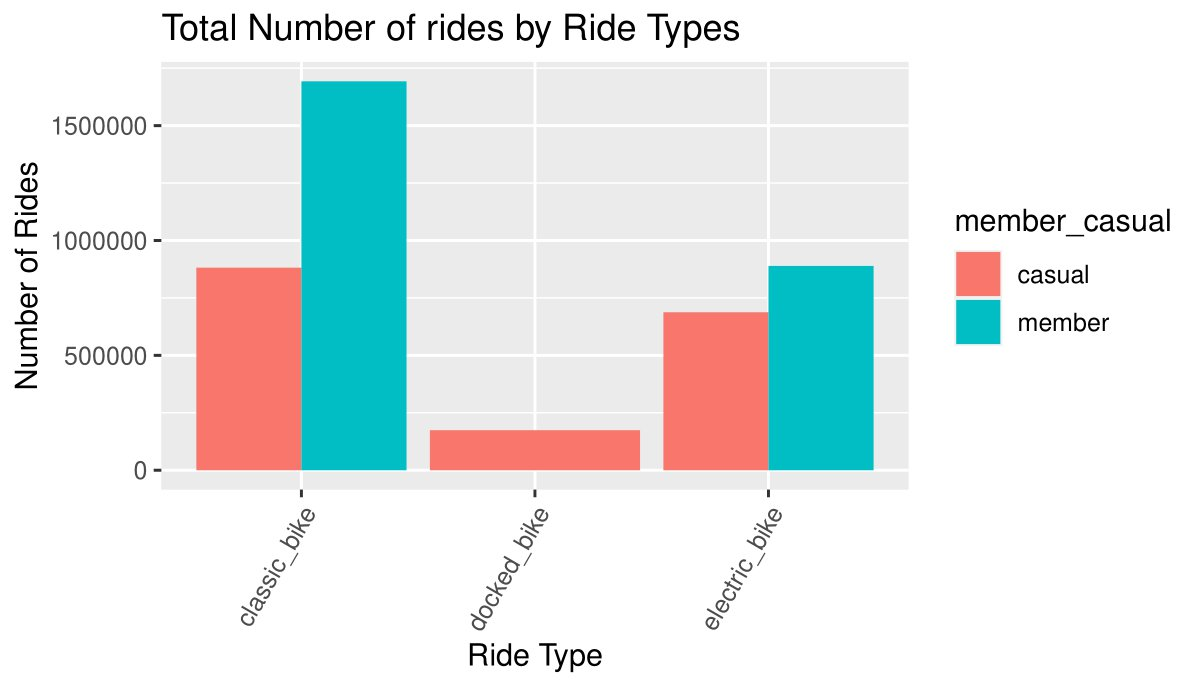 Total Number of rides by Ride Types
Number of Rides
1500000
1000000
500000
0
classic_bike
docked_bike
electric_bike
Ride Type
member_casual
casual
member